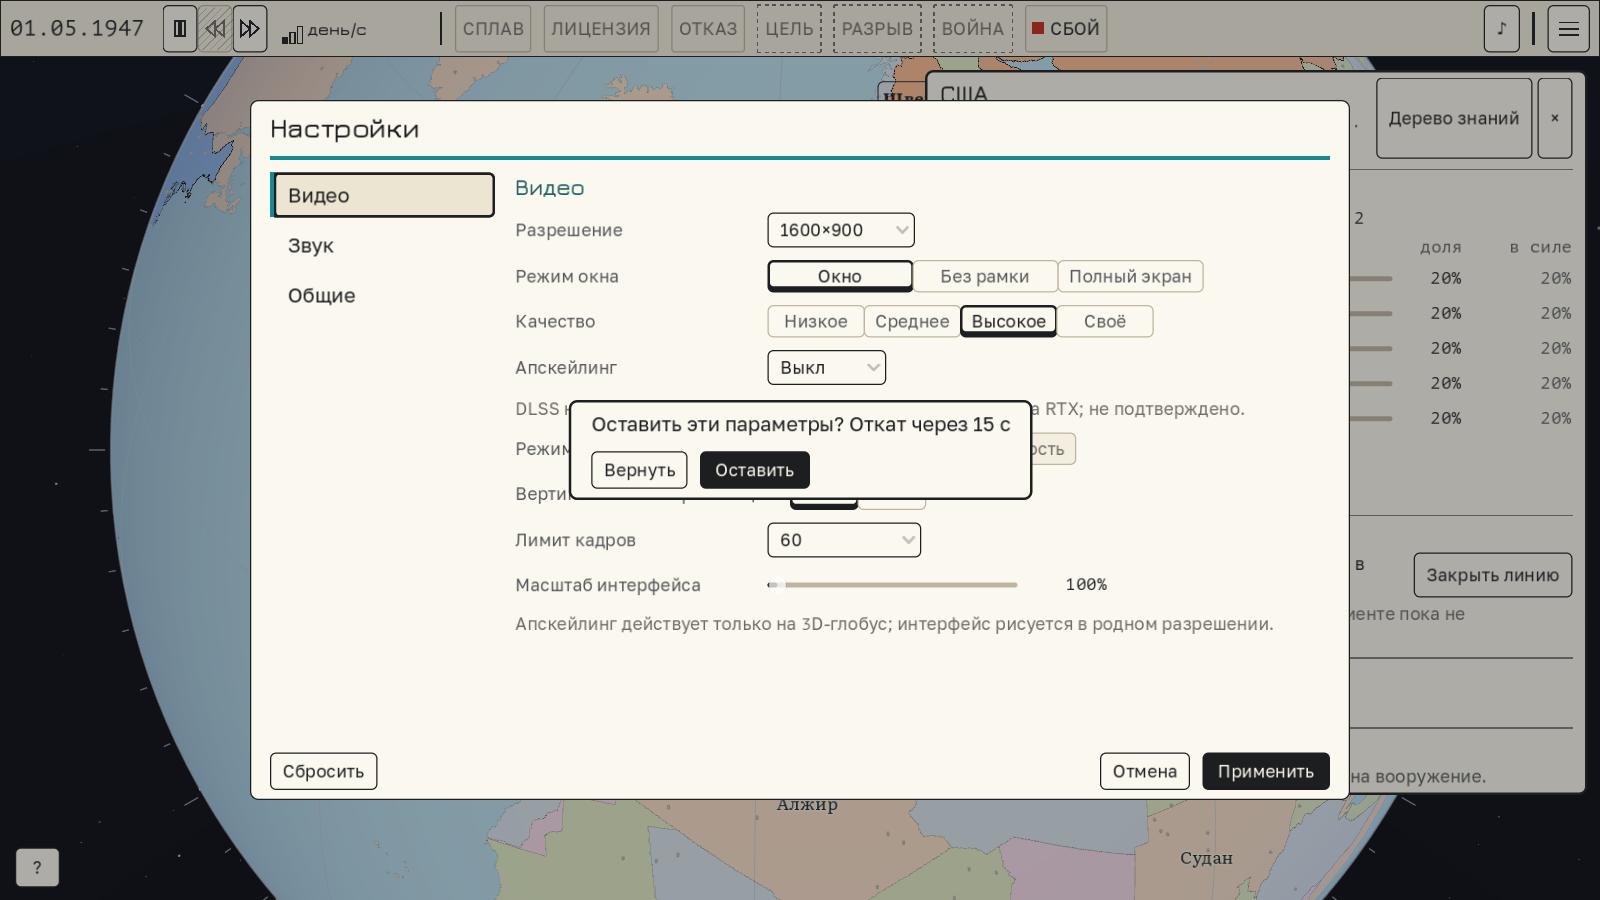 01.05.1947
день/с
СПЛАВ
ЛИЦЕНЗИЯ
ОТКАЗ
ЦЕЛЬ
РАЗРЫВ
ВОЙНА
СБОЙ
♪
США
Дерево знаний
×
Настройки
Видео
Звук
Общие
Видео
Разрешение
1600×900
Режим окна
Окно
Без рамки
Полный экран
Качество
Низкое
Среднее
Высокое
Своё
Апскейлинг
Выкл
DLSS
RTX; не подтверждено.
Оставить эти параметры? Откат через 15 с
Вернуть
Оставить
Лимит кадров
60
Масштаб интерфейса
100%
Апскейлинг действует только на 3D-глобус; интерфейс рисуется в родном разрешении.
Сбросить
Отмена
Применить
2
доля
в силе
20%
20%
20%
20%
20%
20%
20%
20%
20%
20%
в
Закрыть линию
пока не
на вооружение.
Алжир
Судан
?